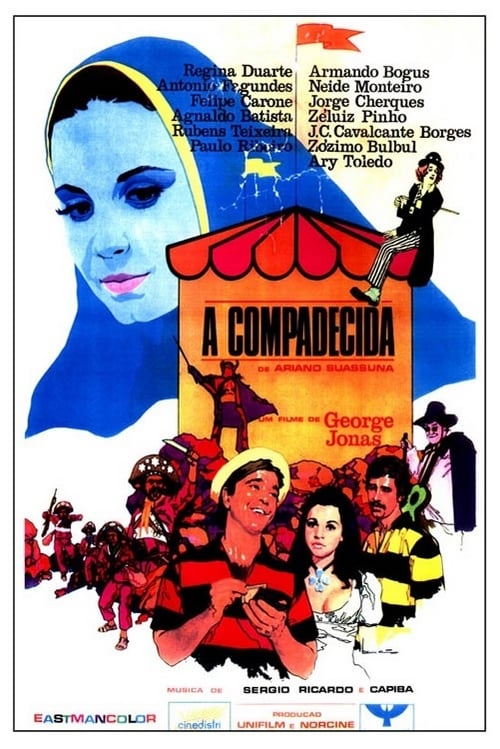 Regina Duarte
Antonio Fagundes
Felipe Carone
Agnaldo Batista
Rubens Teixeira
Paulo Ribeiro
Armando Bogus
Neide Monteiro
Jorge Cherques
Zéluiz Pinho
J.C. Cavalcante Borges
Zózimo Bulbul
Ary Toledo
A COMPADECIDA
DE ARIANO SUASSUNA
UM FILME DE George
Jonas
MUSICA DE SERGIO RICARDO E CAPIBA
EASTMANCOLOR
cinedistri
PRODUÇÃO
UNIFILM E NORCINE